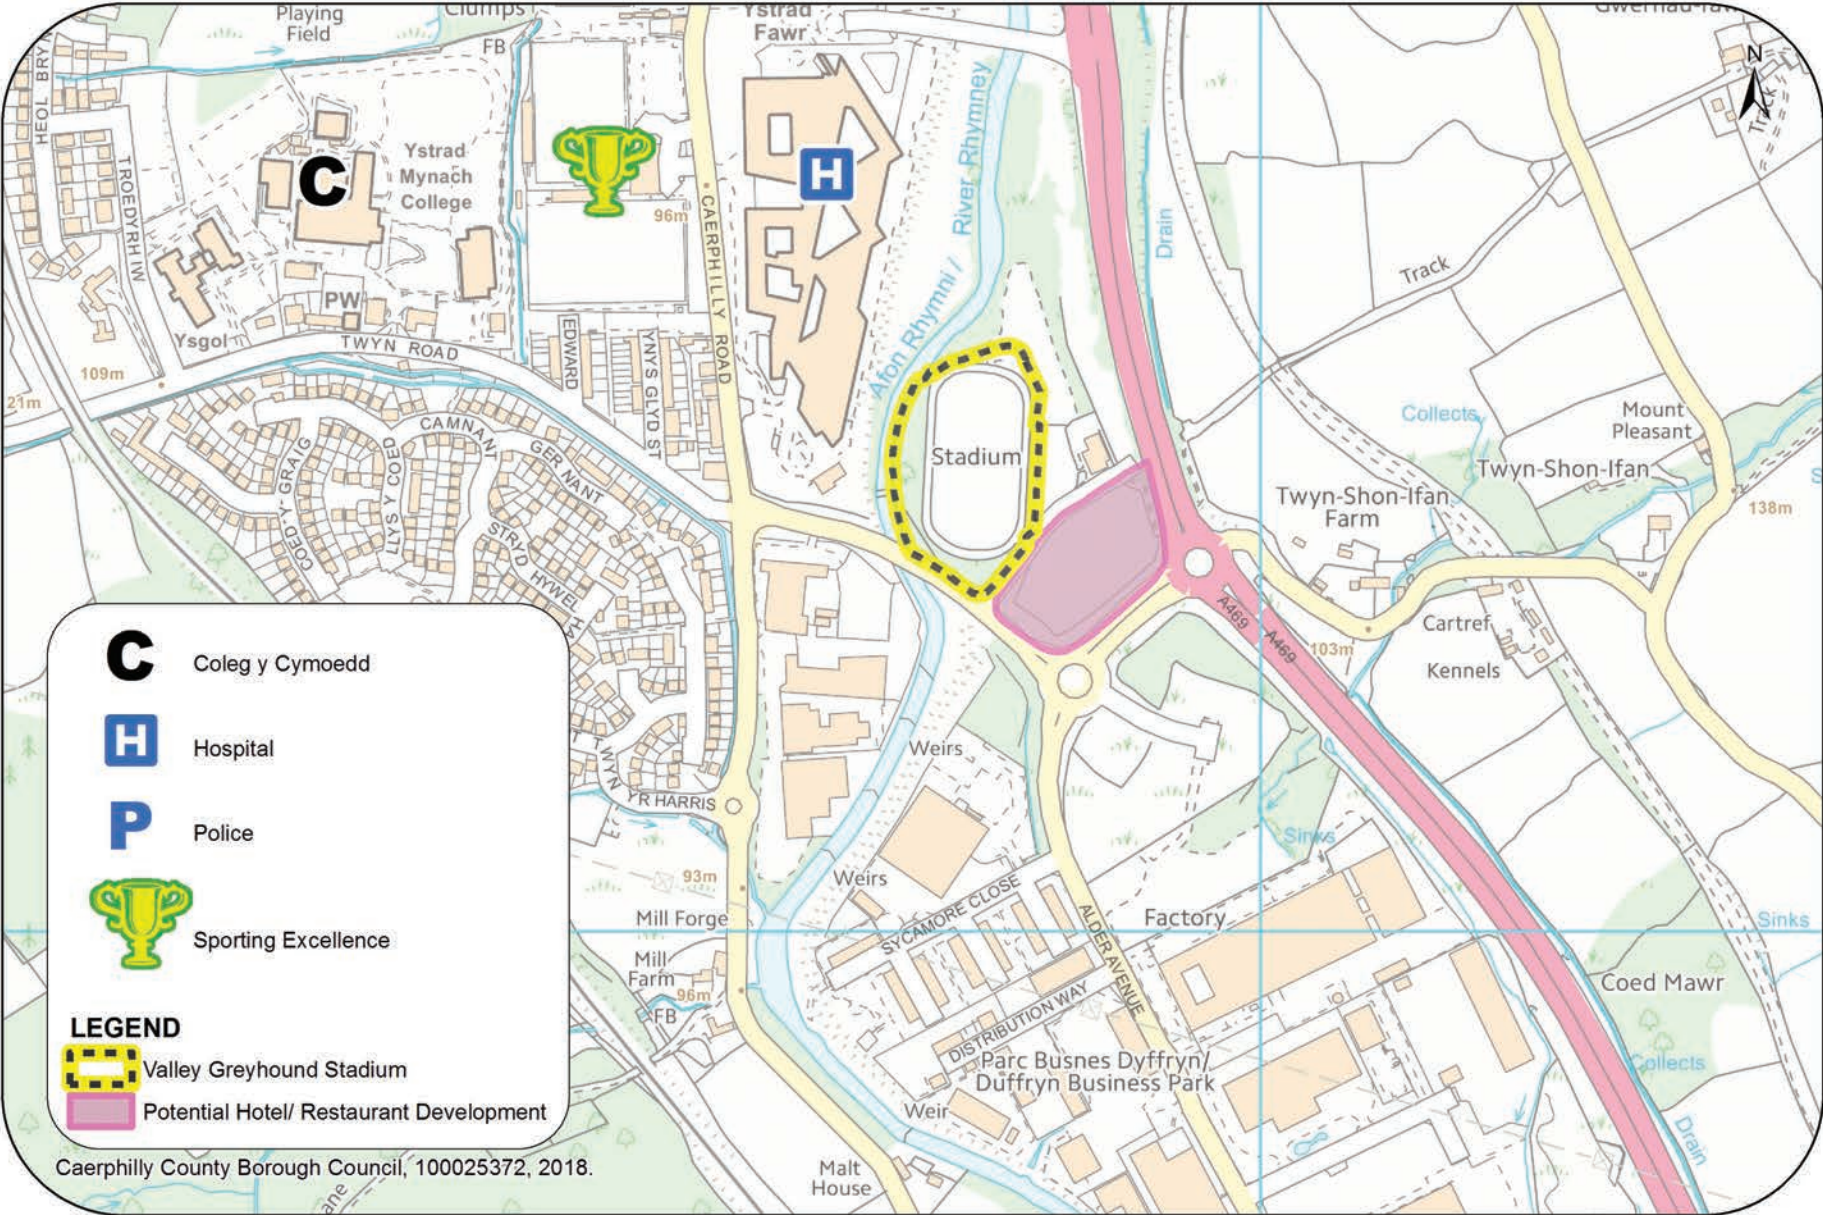 Playing
Field
Clumps
FB
Ystrad
Fawr
N
Track
HEOL BRYN
TROEDYRHIW
C
Ystrad
Mynach
College
96m
H
CAERPHILLY ROAD
Afon Rhymni /
River Rhymney
Drain
Track
PW
Ysgol
TWYN ROAD
EDWARD
YNYS GLYD ST
109m
21m
CAMNANT
GER NANT
COED-Y-GRAIG
LLYS Y COED
STRYD HYWEL HA
Stadium
Collects
Mount
Pleasant
Twyn-Shon-Ifan
Twyn-Shon-Ifan
Farm
138m
A469
A469
103m
Cartref
Kennels
TWYN YR HARRIS
Weirs
Weirs
93m
Mill Forge
Mill
Farm
96m
FB
SYCAMORE CLOSE
ALDER AVENUE
Factory
DISTRIBUTION WAY
Parc Busnes Dyffryn/
Duffryn Business Park
Weir
Malt
House
Sinks
Sinks
Coed Mawr
Collects
Drain
C Coleg y Cymoedd
H Hospital
P Police
Sporting Excellence
LEGEND
Valley Greyhound Stadium
Potential Hotel/ Restaurant Development
Caerphilly County Borough Council, 100025372, 2018.